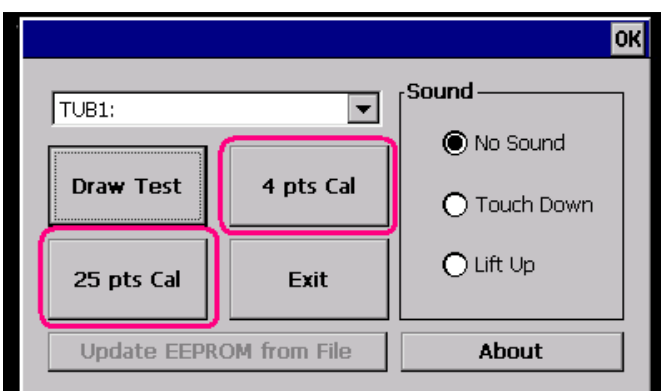 OK
TUB1:
Sound
No Sound
Draw Test
4 pts Cal
Touch Down
25 pts Cal
Exit
Lift Up
Update EEPROM from File
About